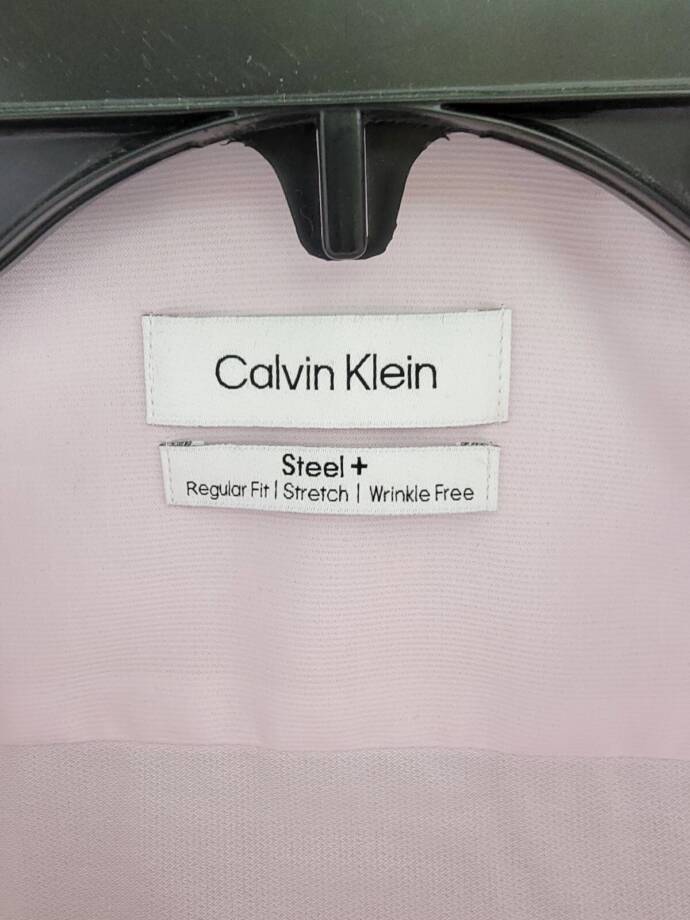 Calvin Klein
Steel +
Regular Fit | Stretch | Wrinkle Free